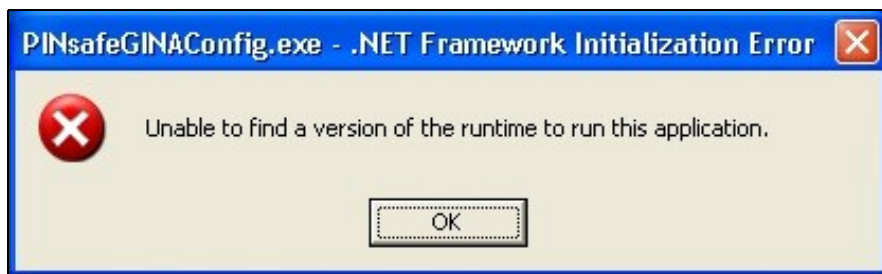 PINsafeGINAConfig.exe - .NET Framework Initialization Error
Unable to find a version of the runtime to run this application.
OK